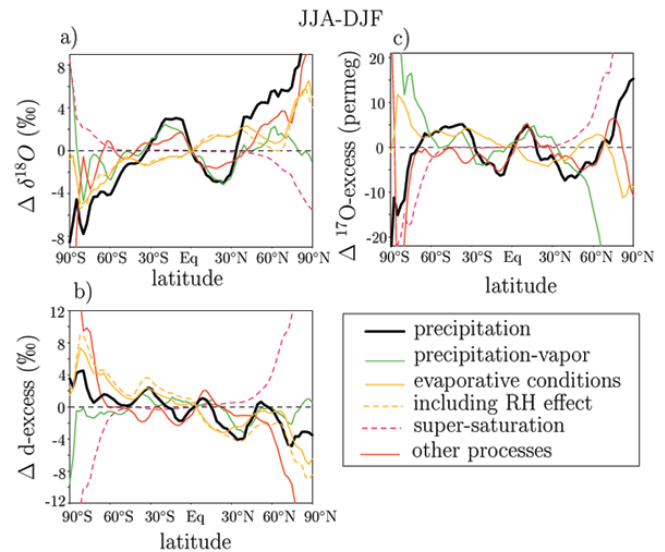 JJA-DJF
a)
Δ δ¹⁸O (‰)
8
4
0
-4
-8
90°S 60°S 30°S Eq 30°N 60°N 90°N
latitude
c)
Δ ¹⁷O-excess (permeg)
20
10
0
-10
-20
90°S 60°S 30°S Eq 30°N 60°N 90°N
latitude
b)
Δ d-excess (‰)
12
8
4
0
-4
-8
-12
90°S 60°S 30°S Eq 30°N 60°N 90°N
latitude
precipitation
precipitation-vapor
evaporative conditions
including RH effect
super-saturation
other processes